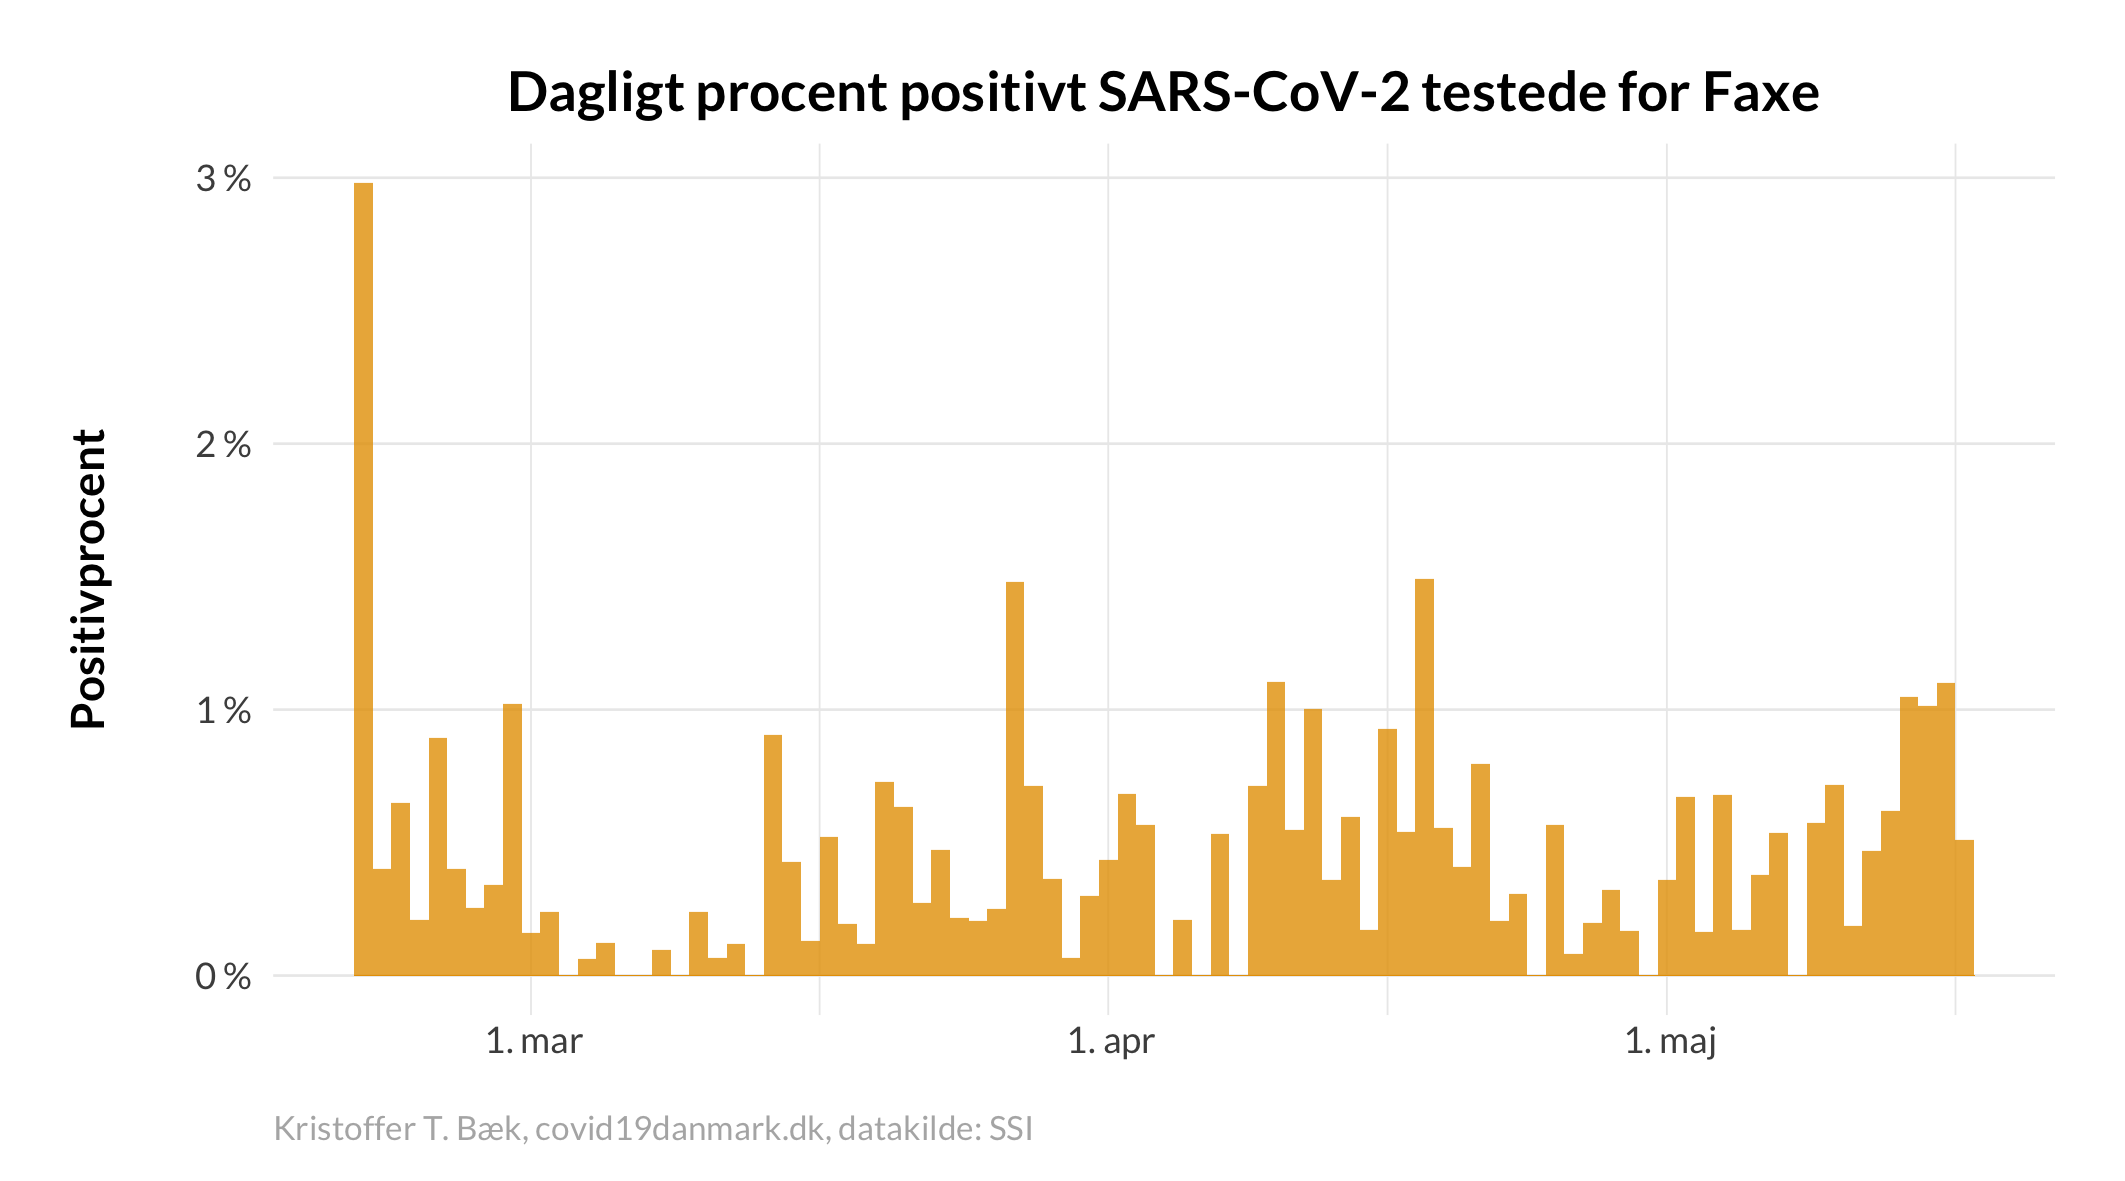 Dagligt procent positivt SARS-CoV-2 testede for Faxe
3 %
2 %
1 %
0 %
Positivprocent
1. mar
1. apr
1. maj
Kristoffer T. Bæk, covid19danmark.dk, datakilde: SSI